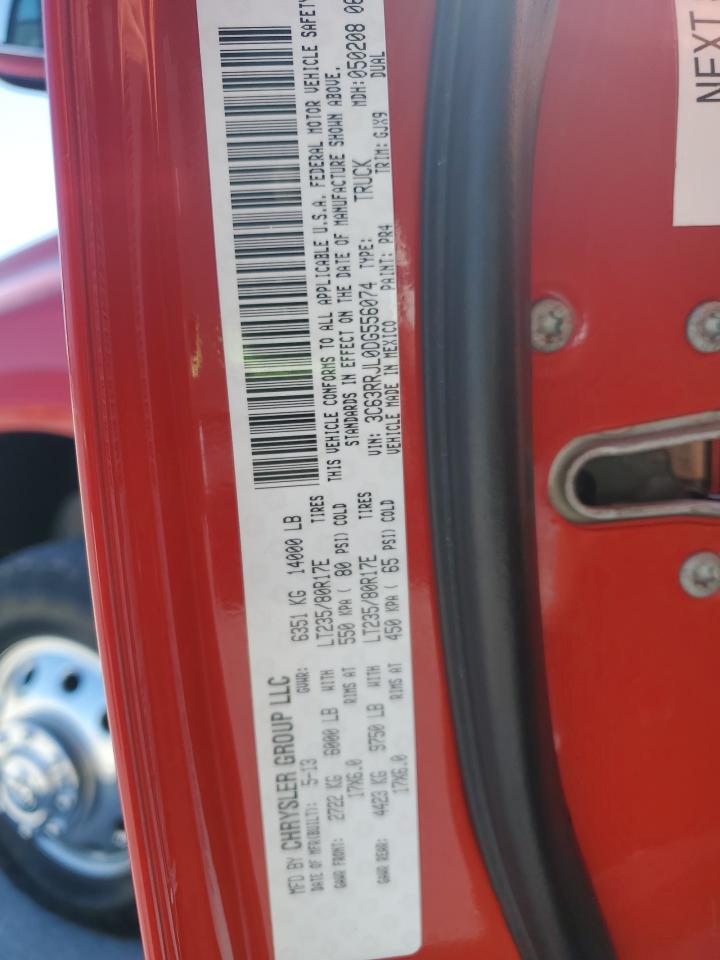 MFD BY CHRYSLER GROUP LLC
DATE OF MFR(BUILT): 5-13 GVWR: 6351 KG 14000 LB
GAWR FRONT: 2722 KG 6000 LB WITH LT235/80R17E TIRES
17X6.0 RIMS AT 550 KPA ( 80 PSI) COLD
GAWR REAR: 4423 KG 9750 LB WITH LT235/80R17E TIRES
17X6.0 RIMS AT 450 KPA ( 65 PSI) COLD
THIS VEHICLE CONFORMS TO ALL APPLICABLE U.S.A. FEDERAL MOTOR VEHICLE SAFETY
STANDARDS IN EFFECT ON THE DATE OF MANUFACTURE SHOWN ABOVE.
VIN: 3C63RRJL0DG556074 TYPE: TRUCK MDH:050208 06
VEHICLE MADE IN MEXICO PAINT: PR4 TRIM: GJX9 DUAL
NEXT